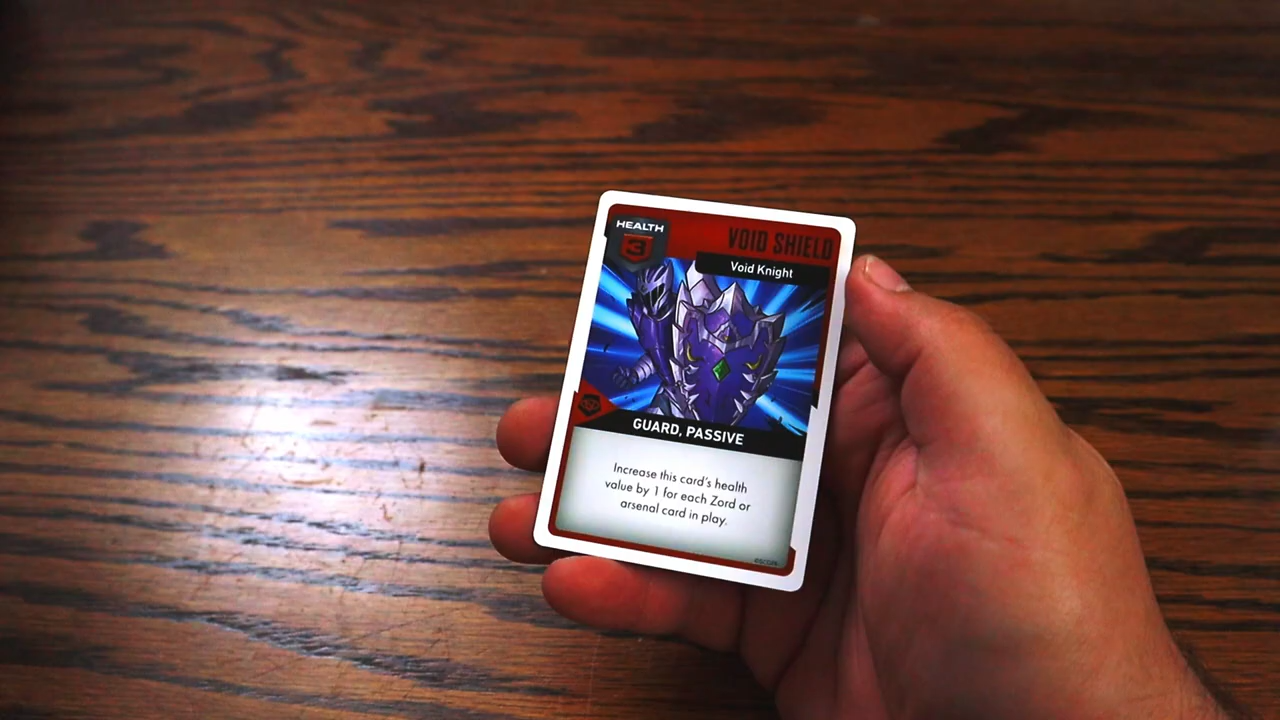 HEALTH
3
VOID SHIELD
Void Knight
GUARD, PASSIVE
Increase this card's health
value by 1 for each Zord or
arsenal card in play.